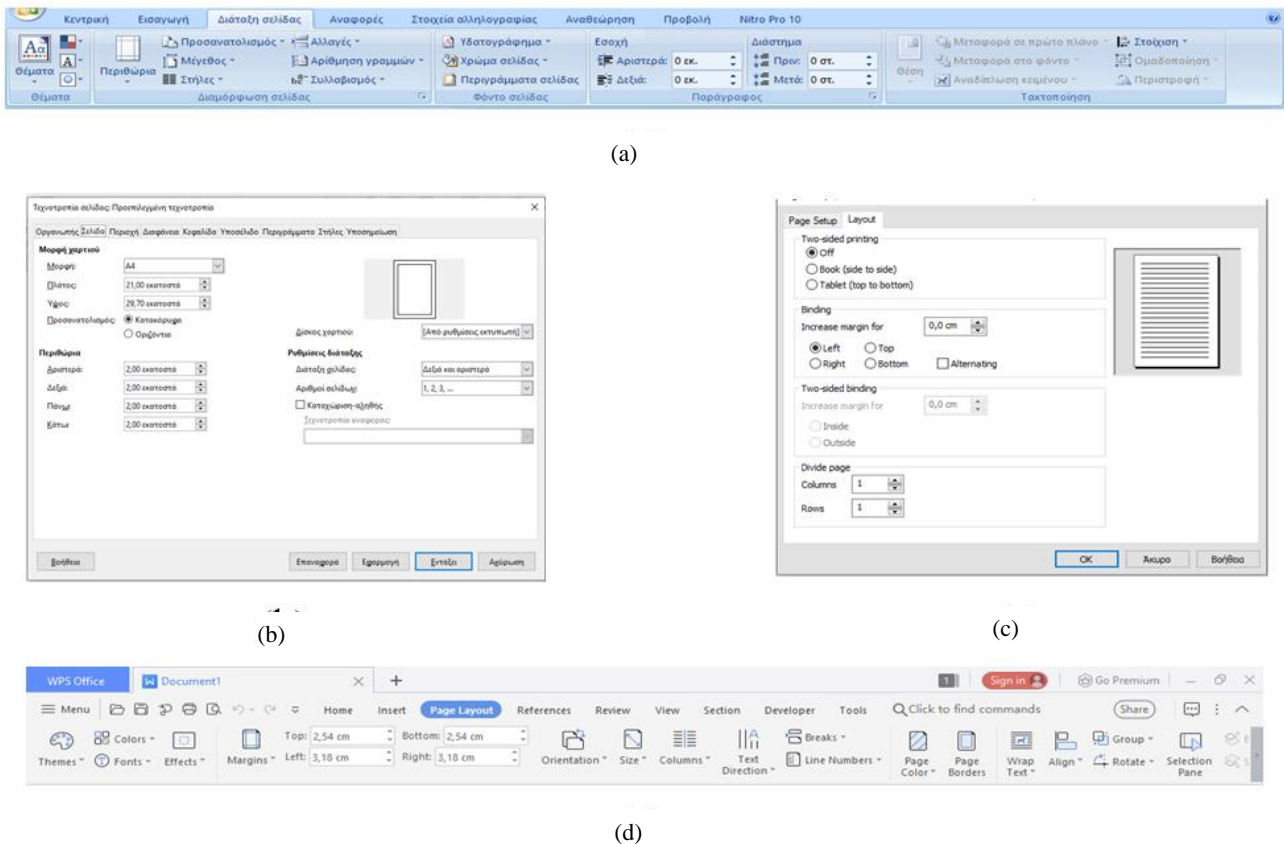 Κεντρική Εισαγωγή Διάταξη σελίδας Αναφορές Στοιχεία αλληλογραφίας Αναθεώρηση Προβολή Nitro Pro 10
Aα Προσανατολισμός Αλλαγές Υδατογράφημα Εσοχή Διάστημα Μεταφορά σε πρώτο πλάνο Στοίχιση
Θέματα A Περιθώρια Μέγεθος Αρίθμηση γραμμών Χρώμα σελίδας Αριστερά: 0 εκ. Πριν: 0 στ. Θέση Μεταφορά στο φόντο Ομαδοποίηση
Στήλες Συλλαβισμός Περιγράμματα σελίδας Δεξιά: 0 εκ. Μετά: 0 στ. Αναδίπλωση κειμένου Περιστροφή
Θέματα Διαμόρφωση σελίδας Φόντο σελίδας Παράγραφος Τακτοποίηση
(a)
Τεχνοτροπία σελίδας: Προεπιλεγμένη τεχνοτροπία
Οργανωτής Σελίδα Περιοχή Διαφάνεια Κεφαλίδα Υποσέλιδο Περιγράμματα Στήλες Υποσημείωση
Μορφή χαρτιού
Μορφή: A4
Πλάτος: 21,00 εκατοστά
Ύψος: 29,70 εκατοστά
Προσανατολισμός: Κατακόρυφα
Οριζόντια
Δίσκος χαρτιού: [Από ρυθμίσεις εκτυπωτή]
Περιθώρια Ρυθμίσεις διάταξης
Αριστερά: 2,00 εκατοστά Διάταξη σελίδας: Δεξιά και αριστερά
Δεξιά: 2,00 εκατοστά Αριθμοί σελίδων: 1, 2, 3, ...
Πάνω: 2,00 εκατοστά Καταχώριση-αληθής
Κάτω: 2,00 εκατοστά Τεχνοτροπία αναφοράς:
Βοήθεια Επαναφορά Εφαρμογή Εντάξει Ακύρωση
(b)
Page Setup Layout
Two-sided printing
Off
Book (side to side)
Tablet (top to bottom)
Binding
Increase margin for 0,0 cm
Left Top
Right Bottom Alternating
Two-sided binding
Increase margin for 0,0 cm
Inside
Outside
Divide page
Columns 1
Rows 1
OK Άκυρο Βοήθεια
(c)
WPS Office W Document1 × + 1 Sign in Go Premium
Menu Home Insert Page Layout References Review View Section Developer Tools Click to find commands Share
Themes Colors Fonts Effects Margins Top: 2,54 cm Bottom: 2,54 cm Left: 3,18 cm Right: 3,18 cm Orientation Size Columns Text Direction Breaks Line Numbers Page Color Page Borders Wrap Text Align Group Rotate Selection Pane
(d)